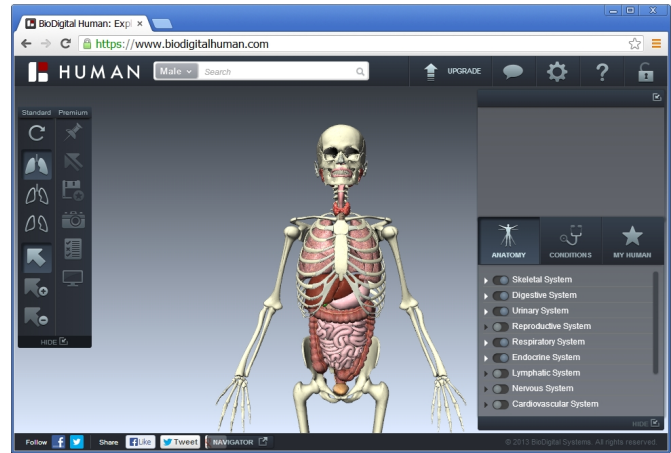 BioDigital Human: Expl
https://www.biodigitalhuman.com
HUMAN Male Search UPGRADE ?
Standard Premium
HIDE
ANATOMY CONDITIONS MY HUMAN
Skeletal System
Digestive System
Urinary System
Reproductive System
Respiratory System
Endocrine System
Lymphatic System
Nervous System
Cardiovascular System
HIDE
Follow Share Like Tweet NAVIGATOR © 2013 BioDigital Systems. All rights reserved.